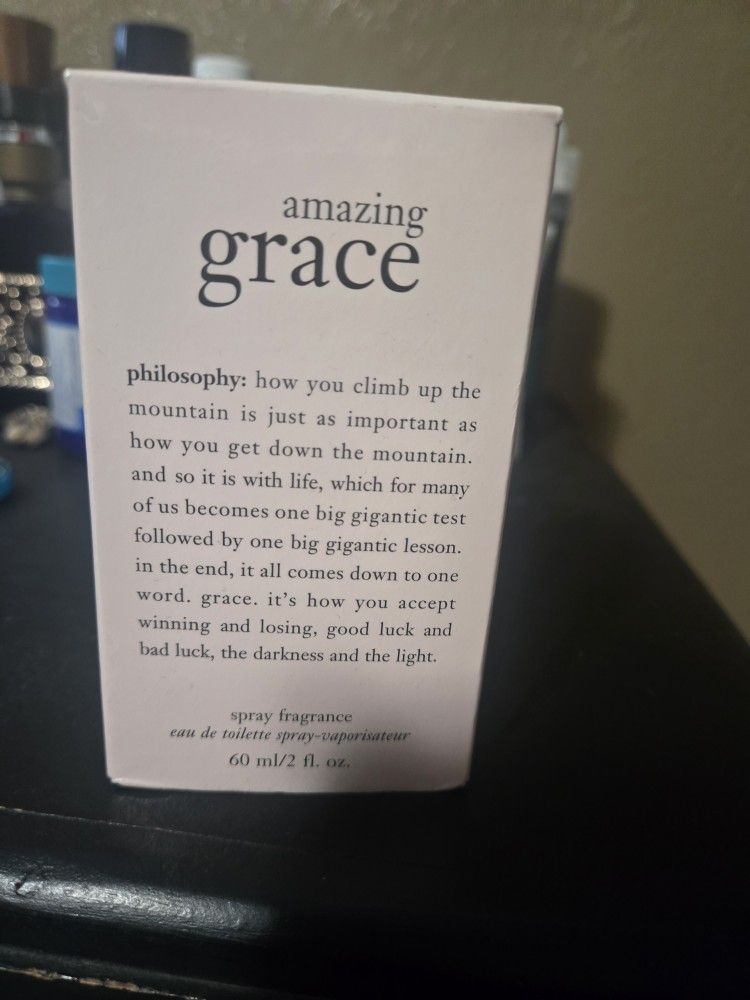 amazing
grace
philosophy: how you climb up the
mountain is just as important as
how you get down the mountain.
and so it is with life, which for many
of us becomes one big gigantic test
followed by one big gigantic lesson.
in the end, it all comes down to one
word. grace. it's how you accept
winning and losing, good luck and
bad luck, the darkness and the light.
spray fragrance
eau de toilette spray-vaporisateur
60 ml/2 fl. oz.